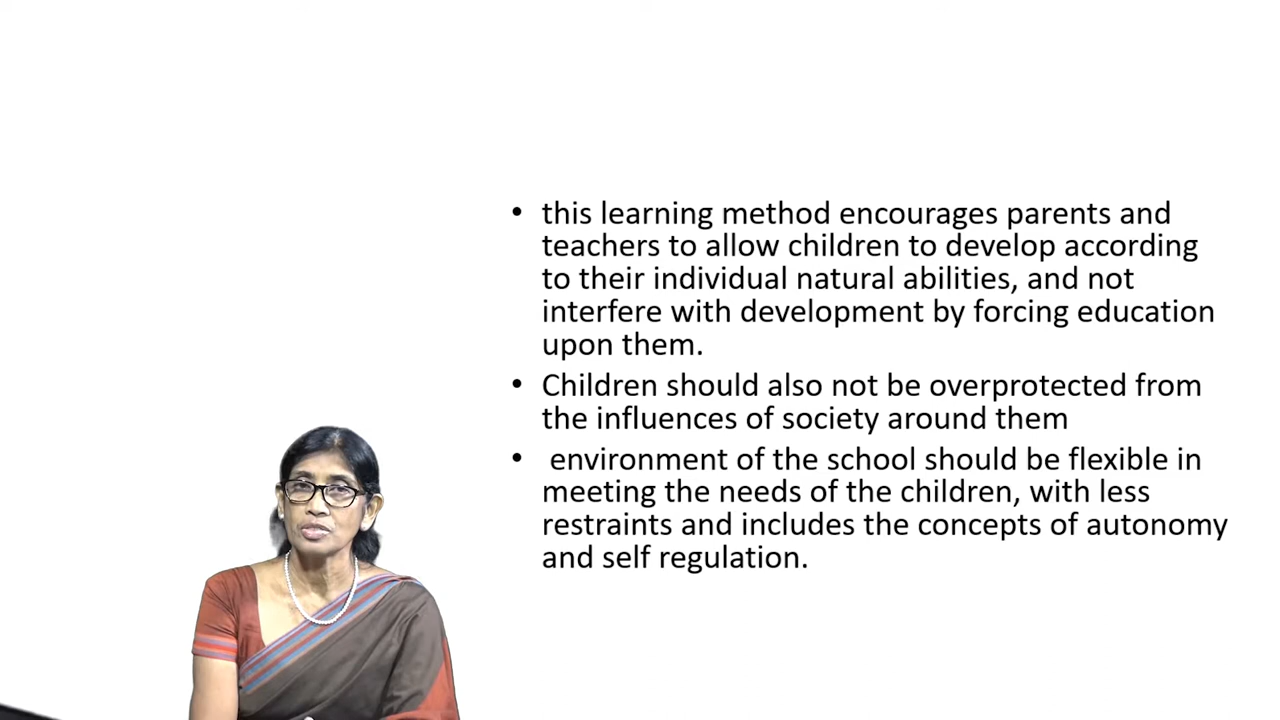 • this learning method encourages parents and
teachers to allow children to develop according
to their individual natural abilities, and not
interfere with development by forcing education
upon them.
• Children should also not be overprotected from
the influences of society around them
• environment of the school should be flexible in
meeting the needs of the children, with less
restraints and includes the concepts of autonomy
and self regulation.